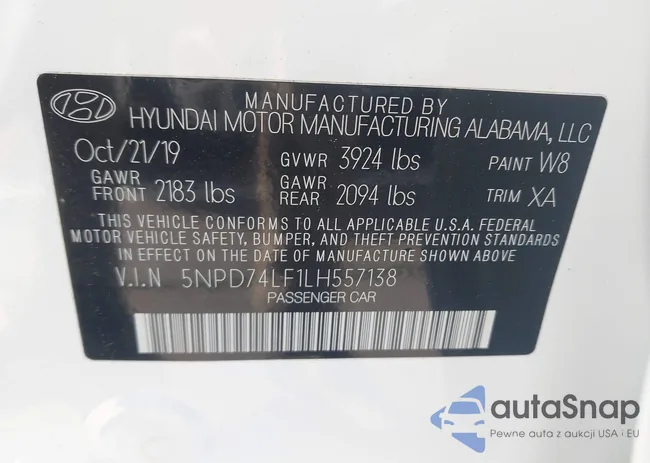 MANUFACTURED BY
HYUNDAI MOTOR MANUFACTURING ALABAMA, LLC
Oct/21/19 GVWR 3924 lbs PAINT W8
GAWR FRONT 2183 lbs GAWR REAR 2094 lbs TRIM XA
THIS VEHICLE CONFORMS TO ALL APPLICABLE U.S.A. FEDERAL
MOTOR VEHICLE SAFETY, BUMPER, AND THEFT PREVENTION STANDARDS
IN EFFECT ON THE DATE OF MANUFACTURE SHOWN ABOVE.
V.I.N 5NPD74LF1LH557138
PASSENGER CAR
autaSnap
Pewne auta z aukcji USA i EU